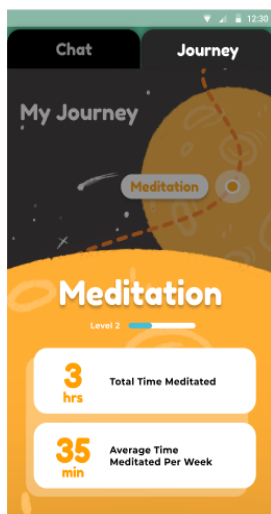 12:30
Chat
Journey
My Journey
Meditation
Meditation
Level 2
3
hrs
Total Time Meditated
35
min
Average Time
Meditated Per Week